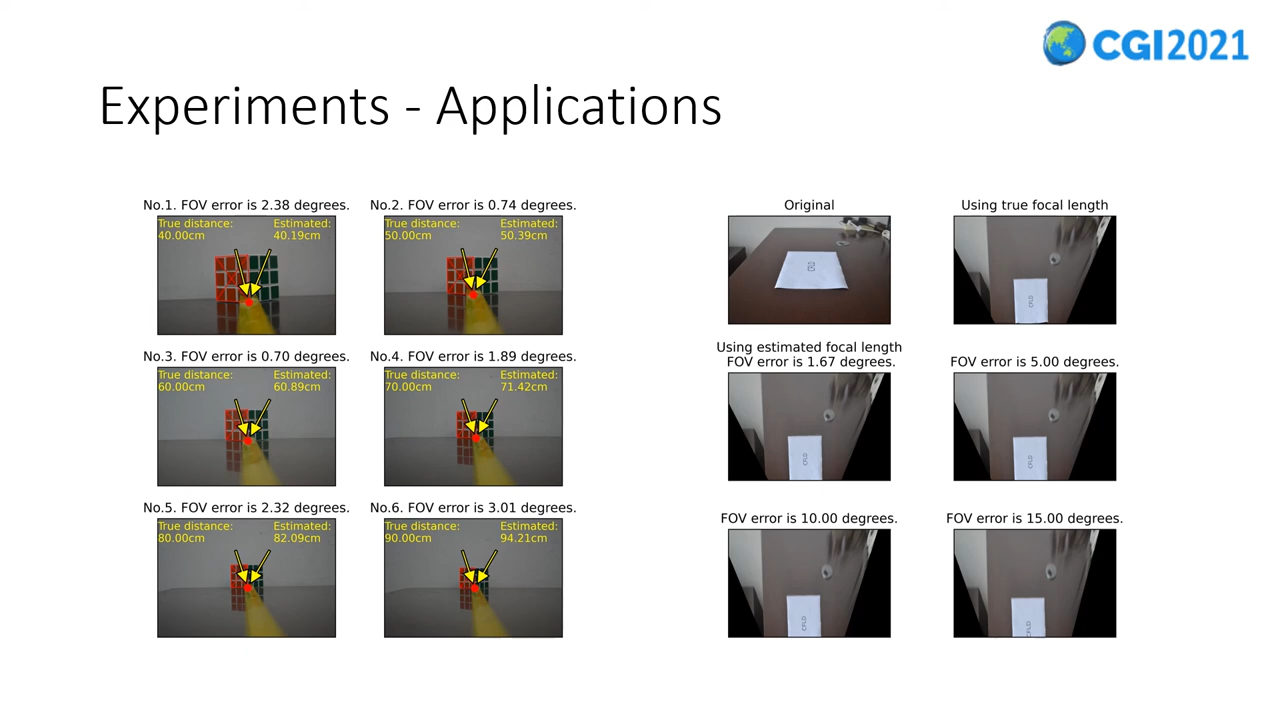 CGI2021
Experiments - Applications
No.1. FOV error is 2.38 degrees.
True distance: Estimated:
40.00cm 40.19cm
No.2. FOV error is 0.74 degrees.
True distance: Estimated:
50.00cm 50.39cm
No.3. FOV error is 0.70 degrees.
True distance: Estimated:
60.00cm 60.89cm
No.4. FOV error is 1.89 degrees.
True distance: Estimated:
70.00cm 71.42cm
No.5. FOV error is 2.32 degrees.
True distance: Estimated:
80.00cm 82.09cm
No.6. FOV error is 3.01 degrees.
True distance: Estimated:
90.00cm 94.21cm
Original
Using true focal length
CFLD
Using estimated focal length
FOV error is 1.67 degrees.
CFLD
FOV error is 5.00 degrees.
CFLD
FOV error is 10.00 degrees.
CFLD
FOV error is 15.00 degrees.
CFLD